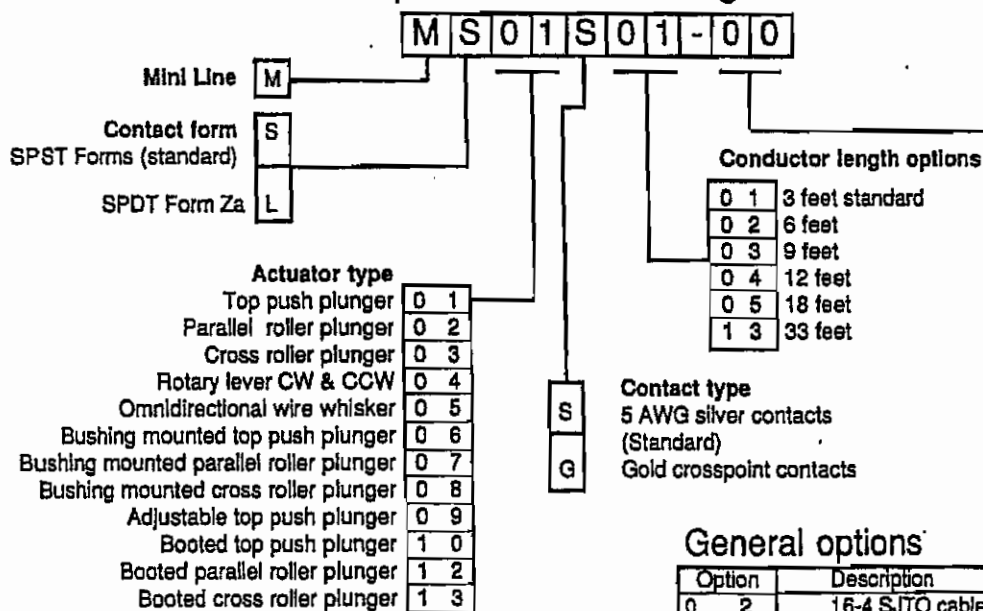 M S 0 1 S 0 1 - 0 0
Mini Line M
Contact form S
SPST Forms (standard)
SPDT Form Za L
Conductor length options
0 1 3 feet standard
0 2 6 feet
0 3 9 feet
0 4 12 feet
0 5 18 feet
1 3 33 feet
Actuator type
Top push plunger 0 1
Parallel roller plunger 0 2
Cross roller plunger 0 3
Rotary lever CW & CCW 0 4
Omnidirectional wire whisker 0 5
Bushing mounted top push plunger 0 6
Bushing mounted parallel roller plunger 0 7
Bushing mounted cross roller plunger 0 8
Adjustable top push plunger 0 9
Booted top push plunger 1 0
Booted parallel roller plunger 1 2
Booted cross roller plunger 1 3
Contact type
S 5 AWG silver contacts
(Standard)
G Gold crosspoint contacts
General options
Option Description
0 2 16-4 SJTO cable